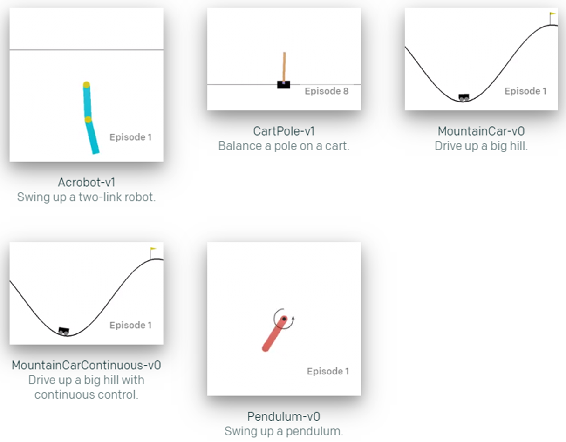 Episode 1
Acrobot-v1
Swing up a two-link robot.
Episode 8
CartPole-v1
Balance a pole on a cart.
Episode 1
MountainCar-v0
Drive up a big hill.
Episode 1
MountainCarContinuous-v0
Drive up a big hill with
continuous control.
Episode 1
Pendulum-v0
Swing up a pendulum.